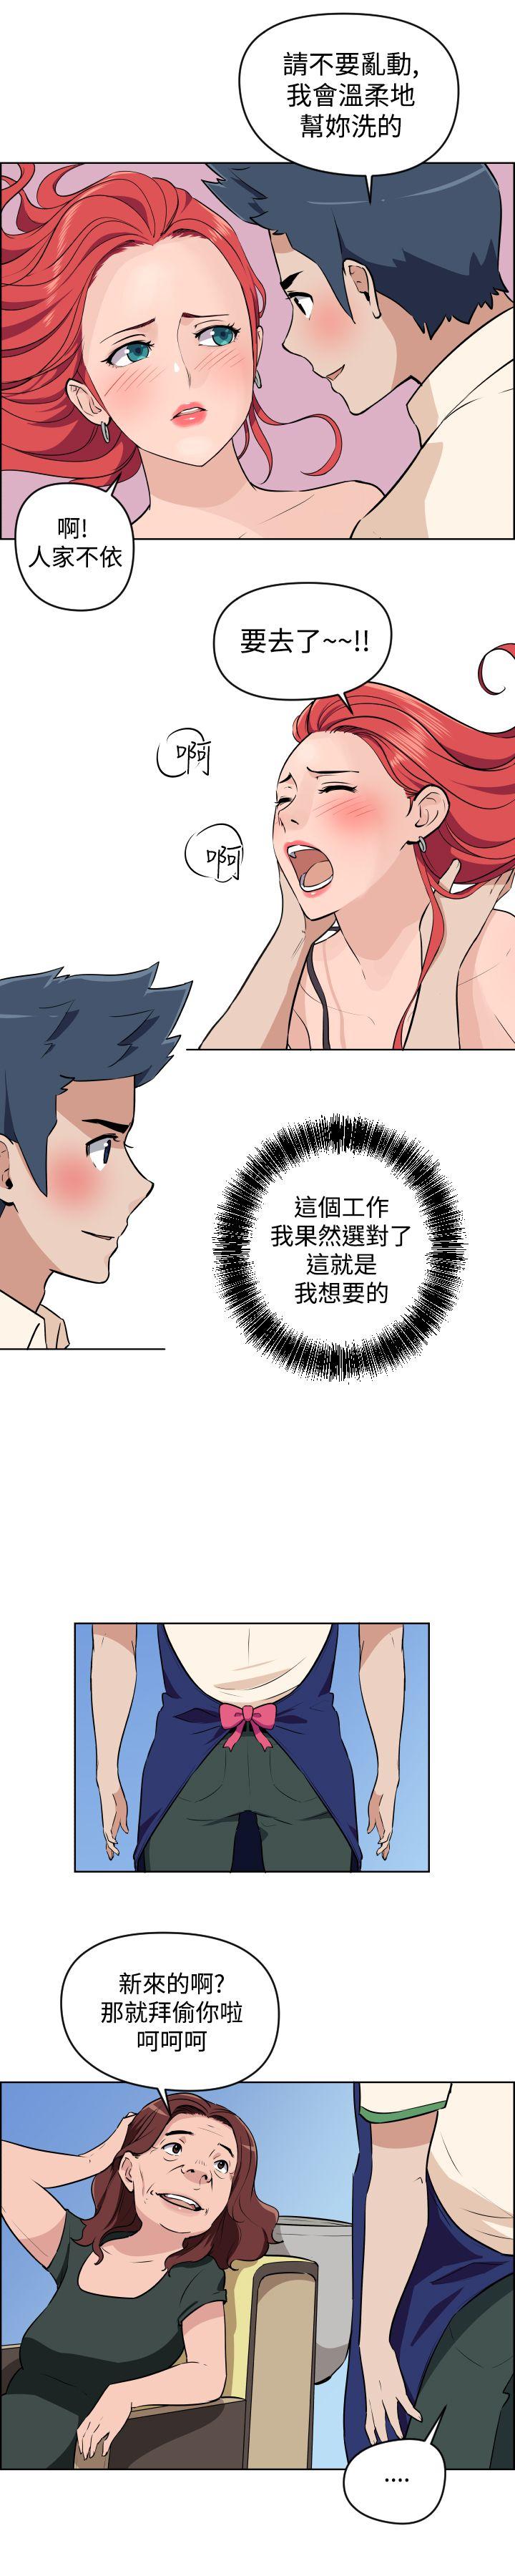 請不要亂動,
我會溫柔地
幫妳洗的
啊!
人家不依
要去了~~!!
啊
啊
這個工作
我果然選對了
這就是
我想要的
新來的啊?
那就拜偷你啦
呵呵呵
....